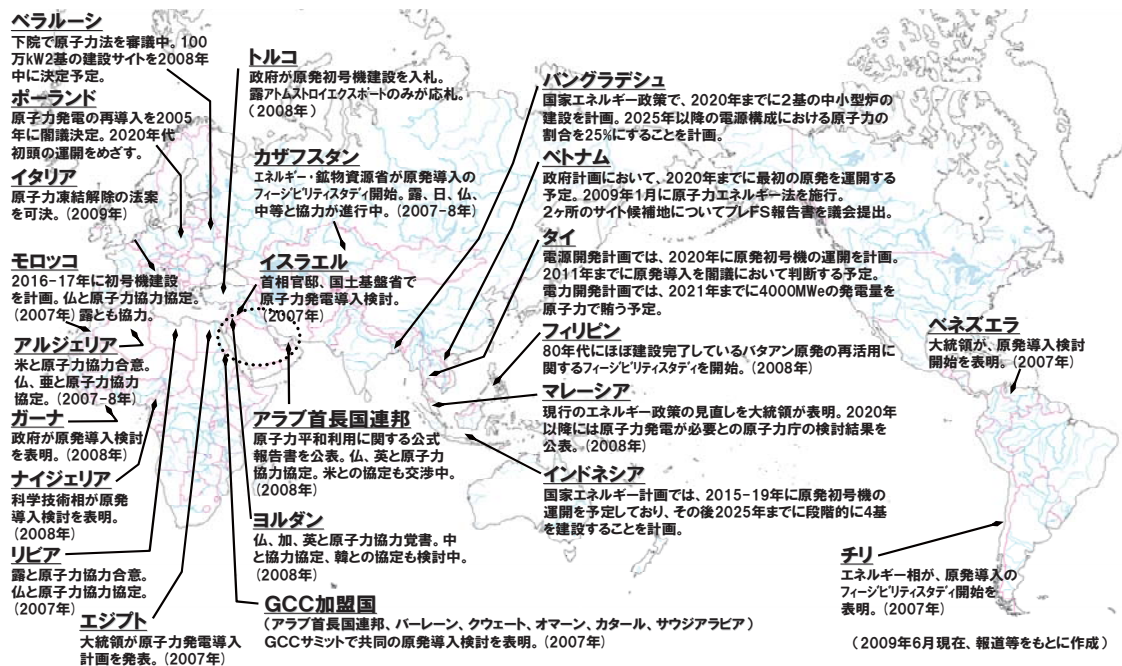 ベラルーシ
下院で原子力法を審議中。100
万kW2基の建設サイトを2008年
中に決定予定。
ポーランド
原子力発電の再導入を2005
年に閣議決定。2020年代
初頭の運開をめざす。
イタリア
原子力凍結解除の法案
を可決。(2009年)
モロッコ
2016-17年に初号機建設
を計画。仏と原子力協力協定。
(2007年)露とも協力。
アルジェリア
米と原子力協力合意。
仏、亜と原子力協力
協定。(2007-8年)
ガーナ
政府が原発導入検討
を表明。(2008年)
ナイジェリア
科学技術相が原発
導入検討を表明。
(2008年)
リビア
露と原子力協力合意。
仏と原子力協力協定。
(2007年)
エジプト
大統領が原子力発電導入
計画を発表。(2007年)
トルコ
政府が原発初号機建設を入札。
露アトムストロイエクスポートのみが応札。
(2008年)
カザフスタン
エネルギー・鉱物資源省が原発導入の
フィージビリティスタディ開始。露、日、仏、
中等と協力が進行中。(2007-8年)
イスラエル
首相官邸、国土基盤省で
原子力発電導入検討。
(2007年)
アラブ首長国連邦
原子力平和利用に関する公式
報告書を公表。仏、英と原子力
協力協定。米との協定も交渉中。
(2008年)
ヨルダン
仏、加、英と原子力協力覚書。中
と協力協定、韓との協定も検討中。
(2008年)
GCC加盟国
(アラブ首長国連邦、バーレーン、クウェート、オマーン、カタール、サウジアラビア)
GCCサミットで共同の原発導入検討を表明。(2007年)
バングラデシュ
国家エネルギー政策で、2020年までに2基の中小型炉の
建設を計画。2025年以降の電源構成における原子力の
割合を25%にすることを計画。
ベトナム
政府計画において、2020年までに最初の原発を運開する
予定。2009年1月に原子力エネルギー法を施行。
2ヶ所のサイト候補地についてプレFS報告書を議会提出。
タイ
電源開発計画では、2020年に原発初号機の運開を計画。
2011年までに原発導入を閣議において判断する予定。
電力開発計画では、2021年までに4000MWeの発電量を
原子力で賄う予定。
フィリピン
80年代にほぼ建設完了しているバタアン原発の再活用に
関するフィージビリティスタディを開始。(2008年)
マレーシア
現行のエネルギー政策の見直しを大統領が表明。2020年
以降には原子力発電が必要との原子力庁の検討結果を
公表。(2008年)
インドネシア
国家エネルギー計画では、2015-19年に原発初号機の
運開を予定しており、その後2025年までに段階的に4基
を建設することを計画。
ベネズエラ
大統領が、原発導入検討
開始を表明。(2007年)
チリ
エネルギー相が、原発導入の
フィージビリティスタディ開始を
表明。(2007年)
(2009年6月現在、報道等をもとに作成)